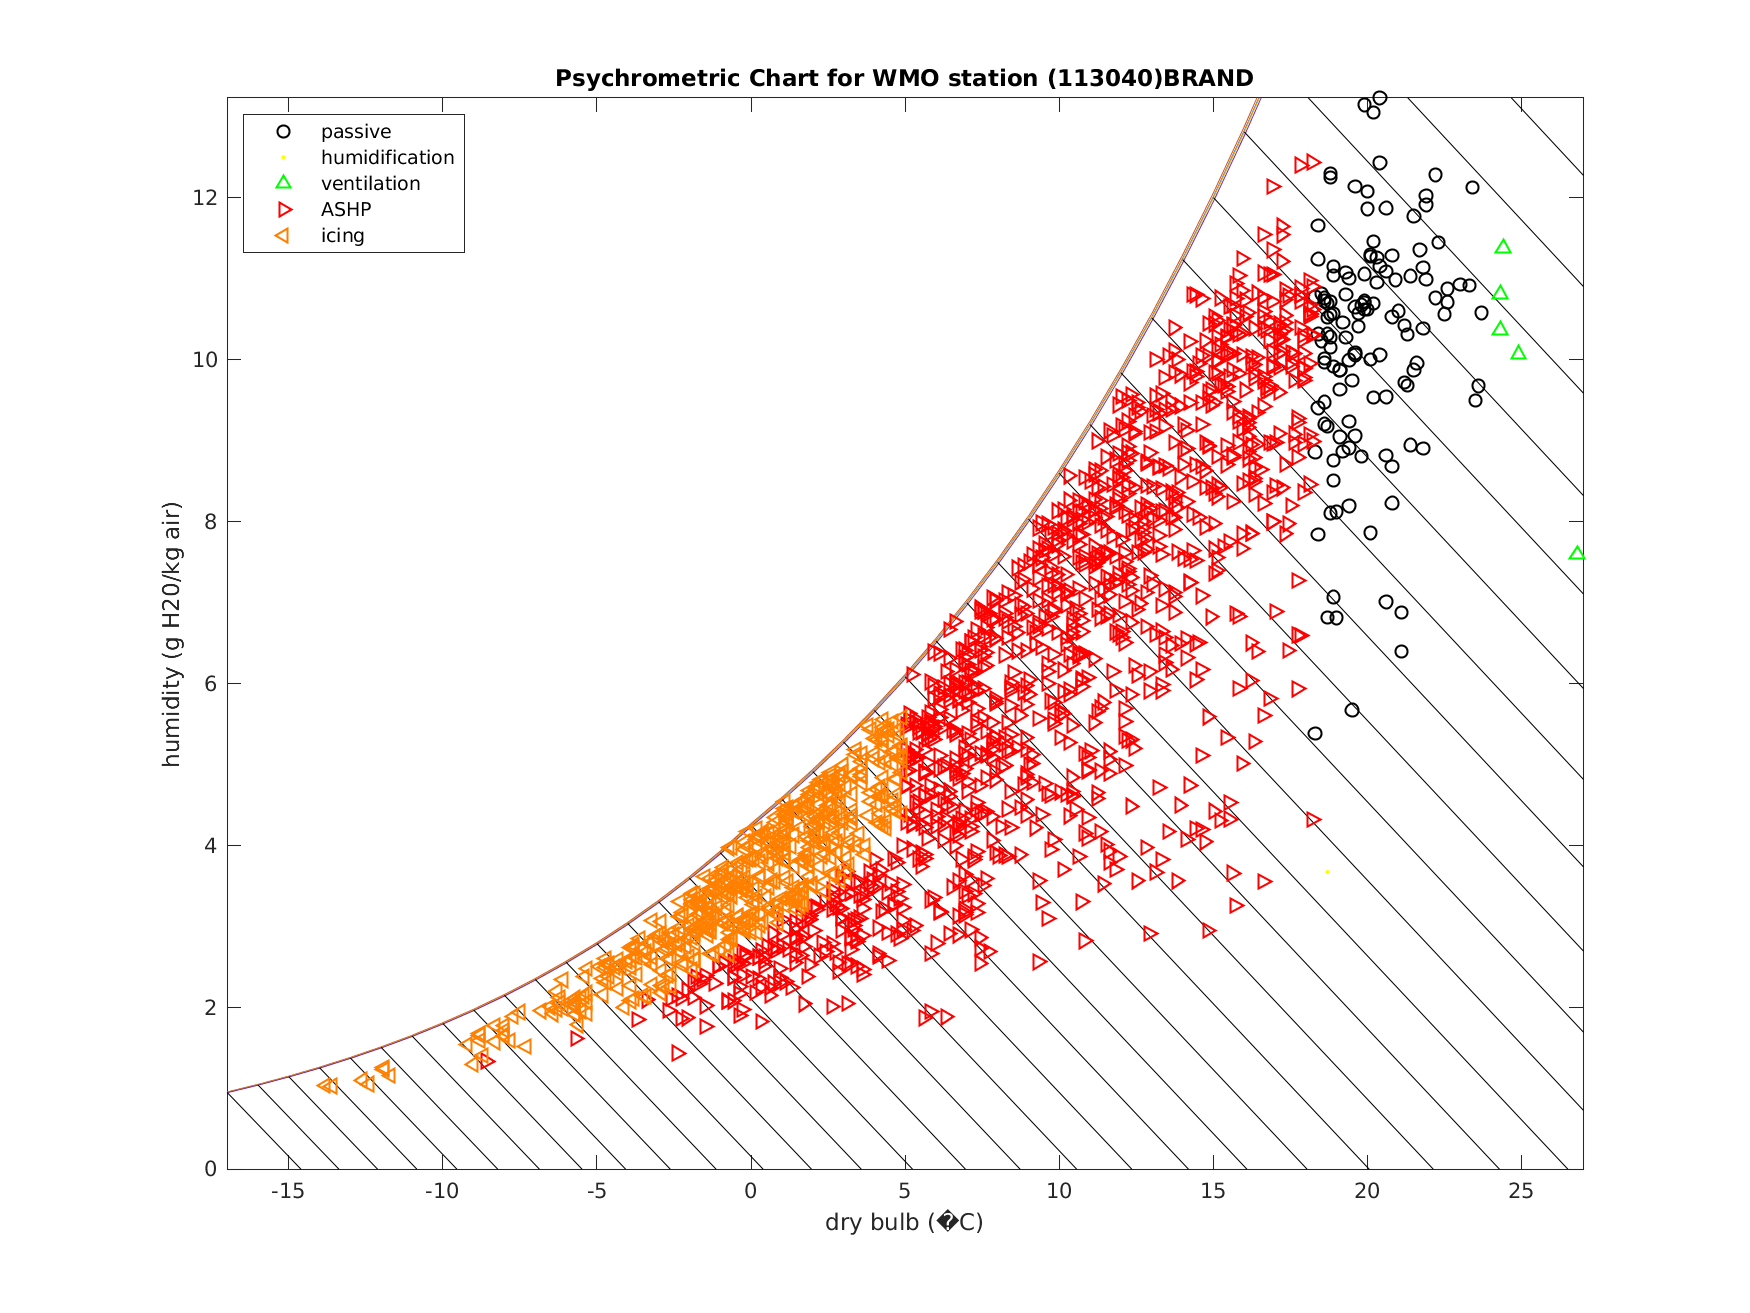 Psychrometric Chart for WMO station (113040)BRAND
passive
humidification
ventilation
ASHP
icing
humidity (g H20/kg air)
12
10
8
6
4
2
0
-15 -10 -5 0 5 10 15 20 25
dry bulb (�C)